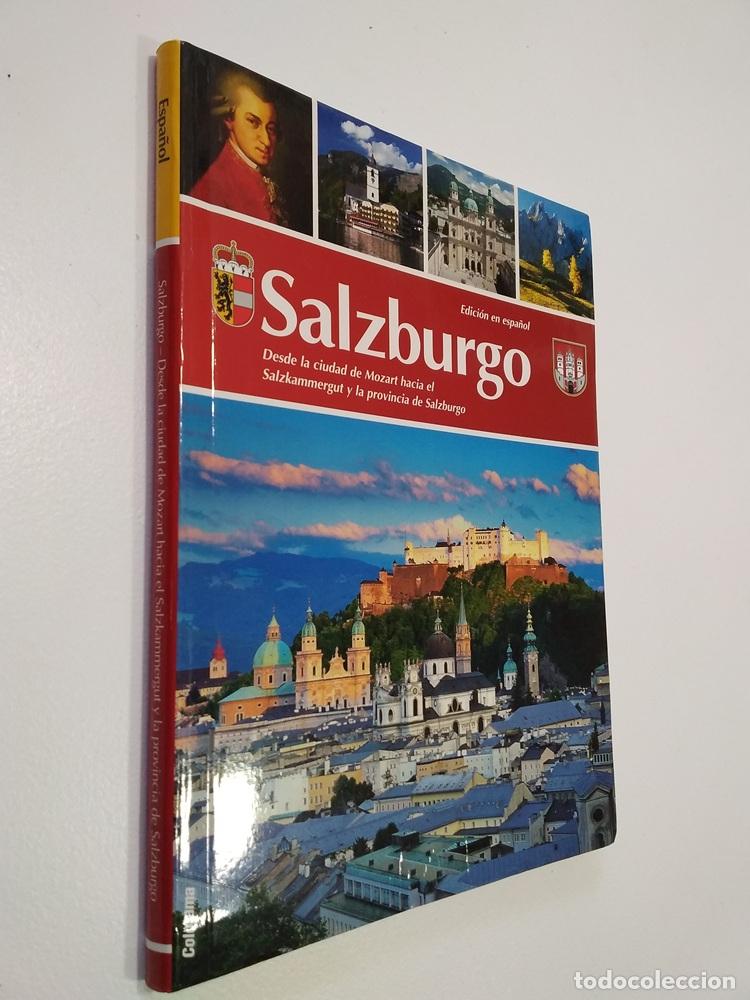 Español
Salzburgo – Desde la ciudad de Mozart hacia el Salzkammergut y la provincia de Salzburgo
Edición en español
Salzburgo
Desde la ciudad de Mozart hacia el
Salzkammergut y la provincia de Salzburgo
todocoleccion